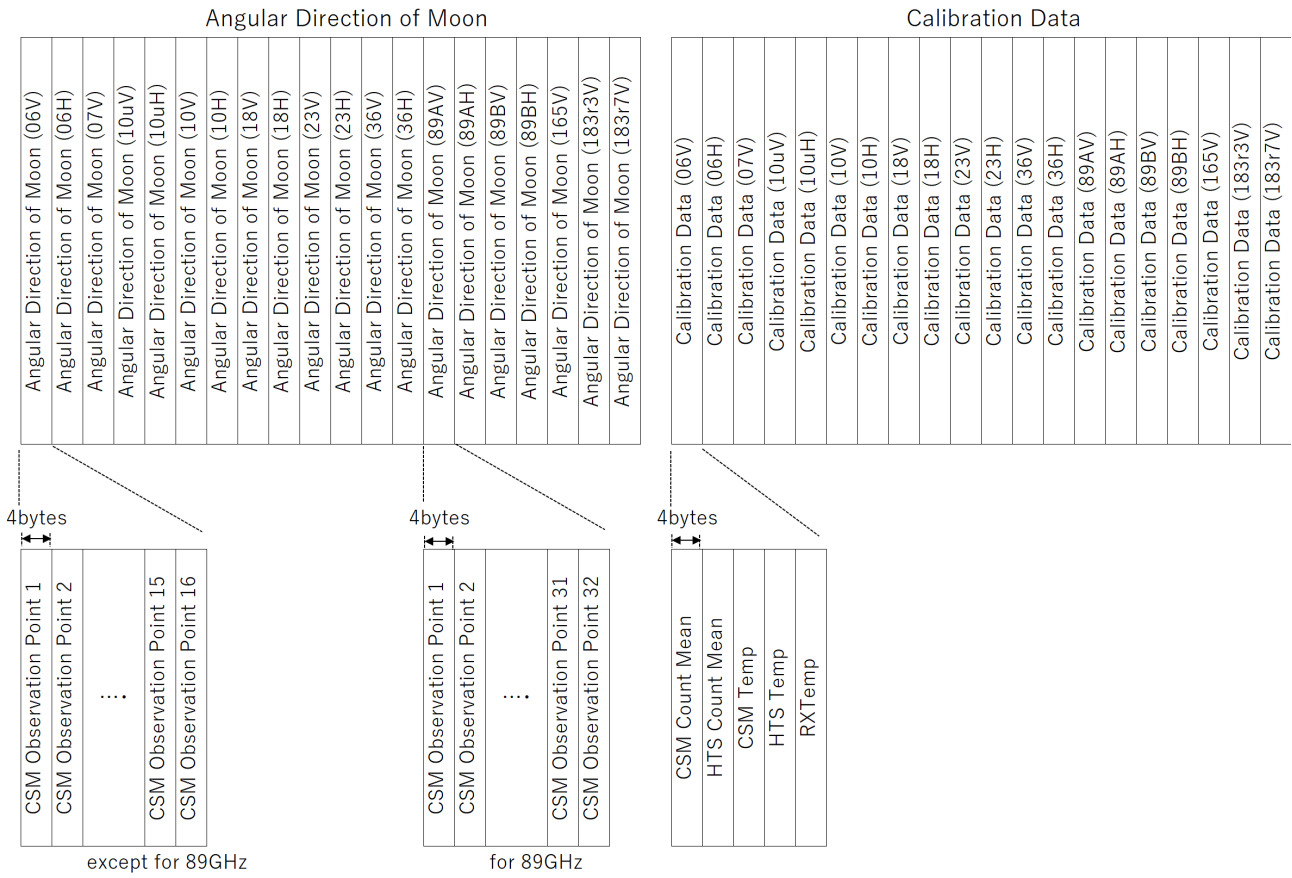 Angular Direction of Moon
Angular Direction of Moon (06V)
Angular Direction of Moon (06H)
Angular Direction of Moon (07V)
Angular Direction of Moon (10uV)
Angular Direction of Moon (10uH)
Angular Direction of Moon (10V)
Angular Direction of Moon (10H)
Angular Direction of Moon (18V)
Angular Direction of Moon (18H)
Angular Direction of Moon (23V)
Angular Direction of Moon (23H)
Angular Direction of Moon (36V)
Angular Direction of Moon (36H)
Angular Direction of Moon (89AV)
Angular Direction of Moon (89AH)
Angular Direction of Moon (89BV)
Angular Direction of Moon (89BH)
Angular Direction of Moon (165V)
Angular Direction of Moon (183r3V)
Angular Direction of Moon (183r7V)
4bytes
CSM Observation Point 1
CSM Observation Point 2
....
CSM Observation Point 15
CSM Observation Point 16
except for 89GHz
4bytes
CSM Observation Point 1
CSM Observation Point 2
....
CSM Observation Point 31
CSM Observation Point 32
for 89GHz
Calibration Data
Calibration Data (06V)
Calibration Data (06H)
Calibration Data (07V)
Calibration Data (10uV)
Calibration Data (10uH)
Calibration Data (10V)
Calibration Data (10H)
Calibration Data (18V)
Calibration Data (18H)
Calibration Data (23V)
Calibration Data (23H)
Calibration Data (36V)
Calibration Data (36H)
Calibration Data (89AV)
Calibration Data (89AH)
Calibration Data (89BV)
Calibration Data (89BH)
Calibration Data (165V)
Calibration Data (183r3V)
Calibration Data (183r7V)
4bytes
CSM Count Mean
HTS Count Mean
CSM Temp
HTS Temp
RXTemp